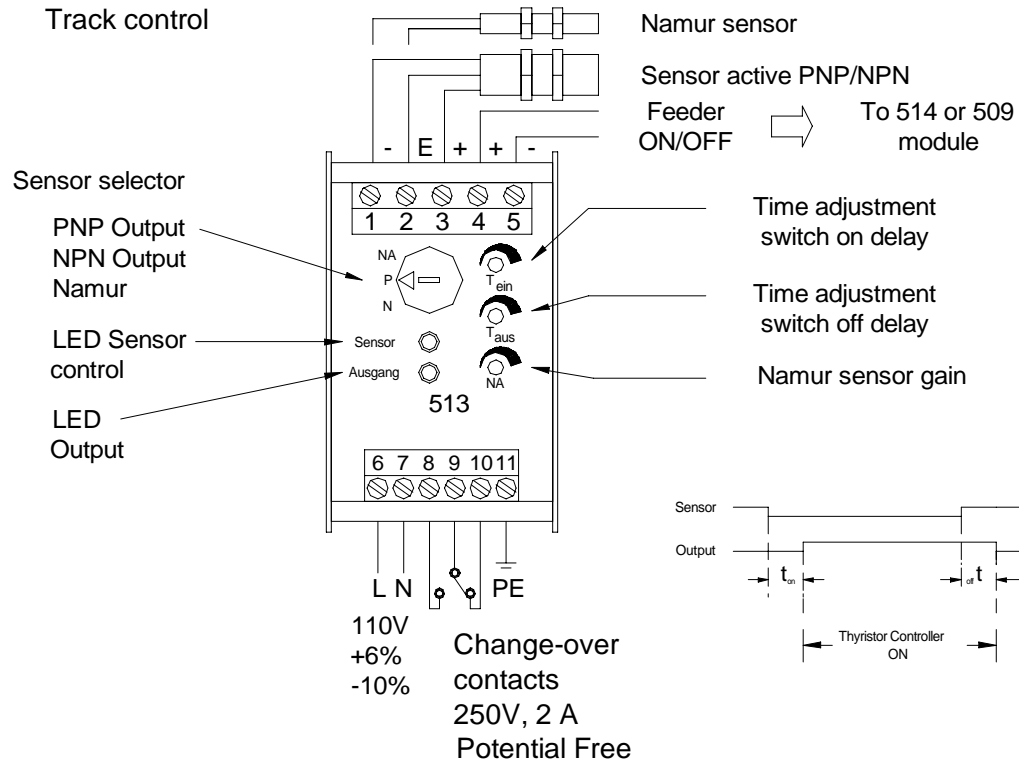 Track control
Namur sensor
Sensor active PNP/NPN
Feeder
ON/OFF
To 514 or 509
module
- E + + -
Sensor selector
1 2 3 4 5
PNP Output
NPN Output
Namur
NA
P
N
T ein
Time adjustment
switch on delay
T aus
Time adjustment
switch off delay
LED Sensor
control
Sensor
Ausgang
NA
Namur sensor gain
513
LED
Output
6 7 8 9 10 11
L N PE
110V
+6%
-10%
Change-over
contacts
250V, 2 A
Potential Free
Sensor
Output
t on
off t
Thyristor Controller
ON